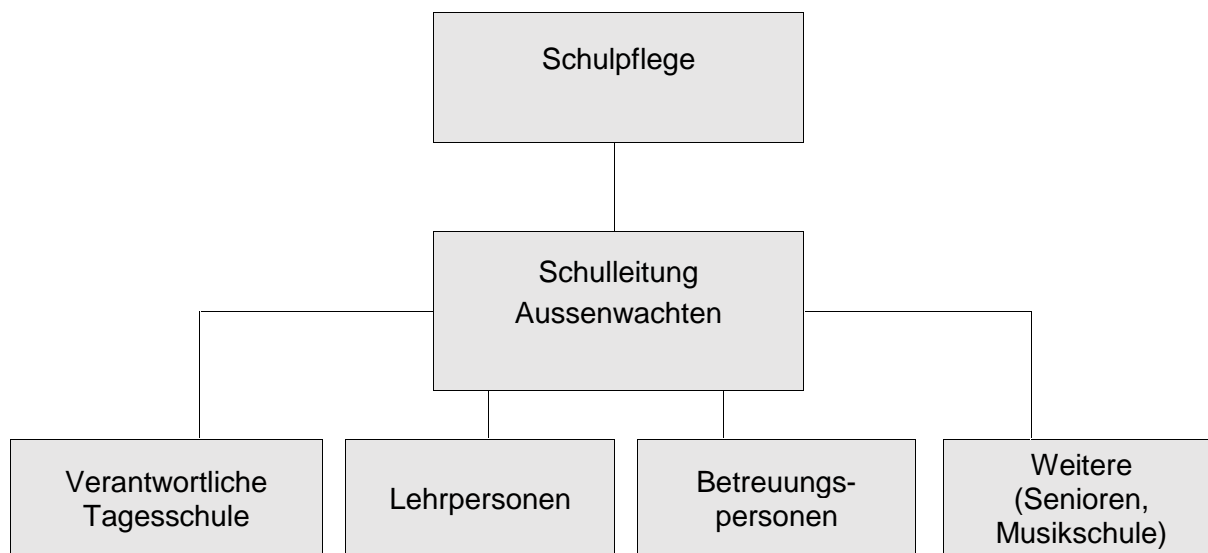 Schulpflege
Schulleitung
Aussenwachten
Verantwortliche
Tagesschule
Lehrpersonen
Betreuungs-
personen
Weitere
(Senioren,
Musikschule)